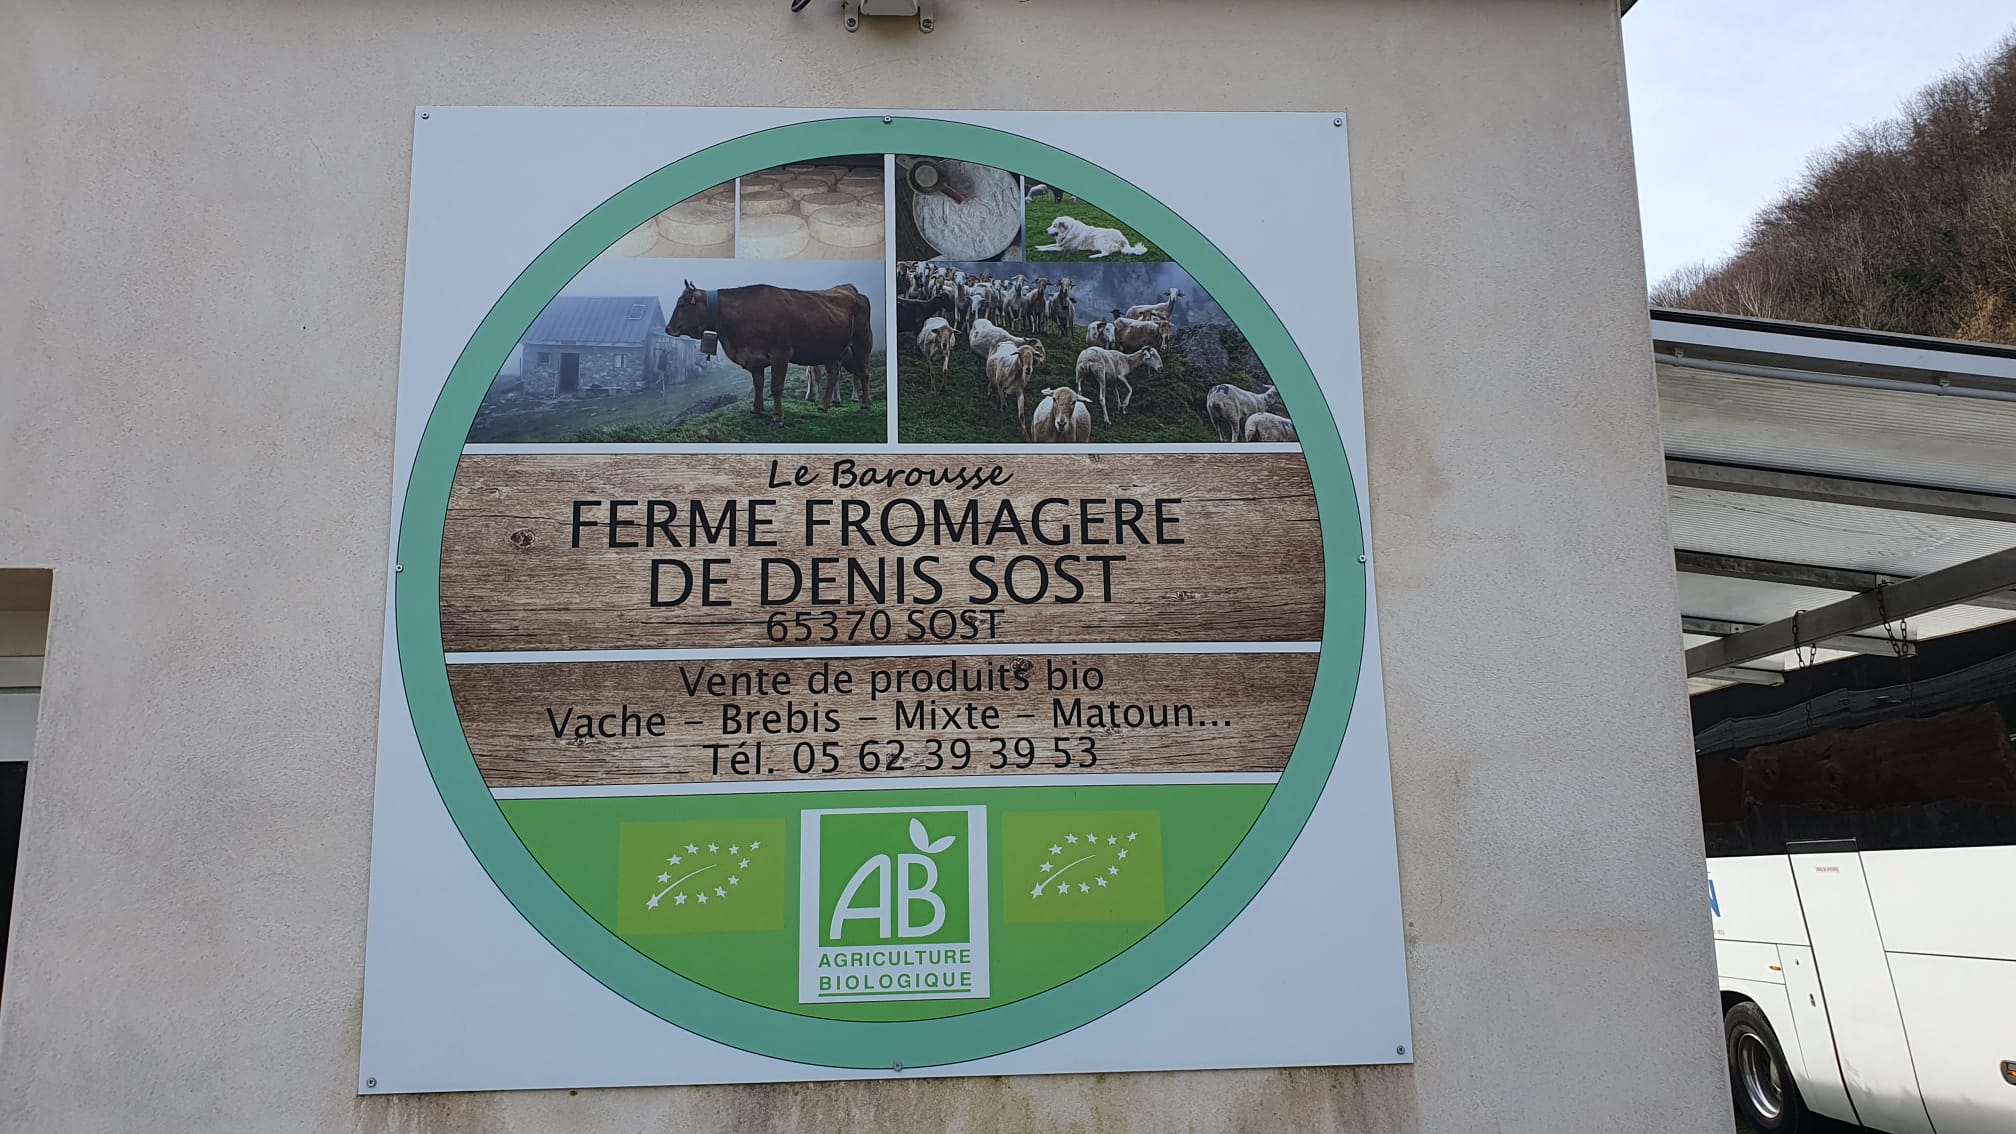 Le Barousse
FERME FROMAGERE
DE DENIS SOST
65370 SOST
Vente de produits bio
Vache - Brebis - Mixte - Matoun...
Tél. 05 62 39 39 53
AB
AGRICULTURE
BIOLOGIQUE